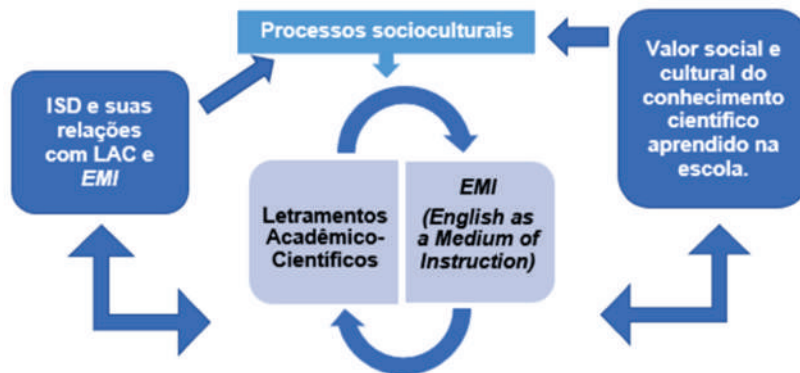 Processos socioculturais
ISD e suas
relações
com LAC e
EMI
Letramentos
Acadêmico-
Científicos
EMI
(English as
a Medium of
Instruction)
Valor social e
cultural do
conhecimento
científico
aprendido na
escola.